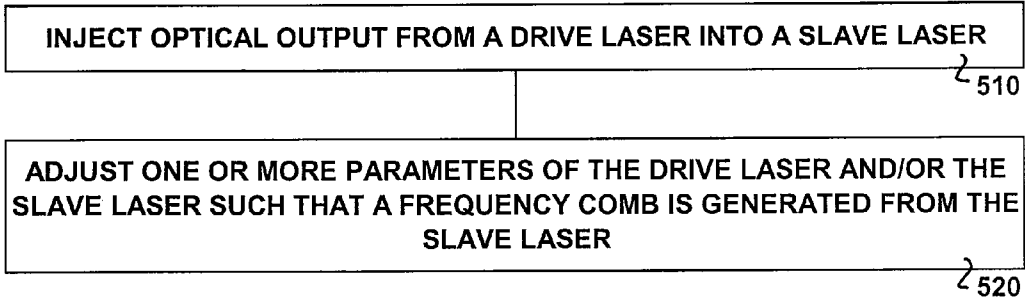 INJECT OPTICAL OUTPUT FROM A DRIVE LASER INTO A SLAVE LASER
510
ADJUST ONE OR MORE PARAMETERS OF THE DRIVE LASER AND/OR THE
SLAVE LASER SUCH THAT A FREQUENCY COMB IS GENERATED FROM THE
SLAVE LASER
520